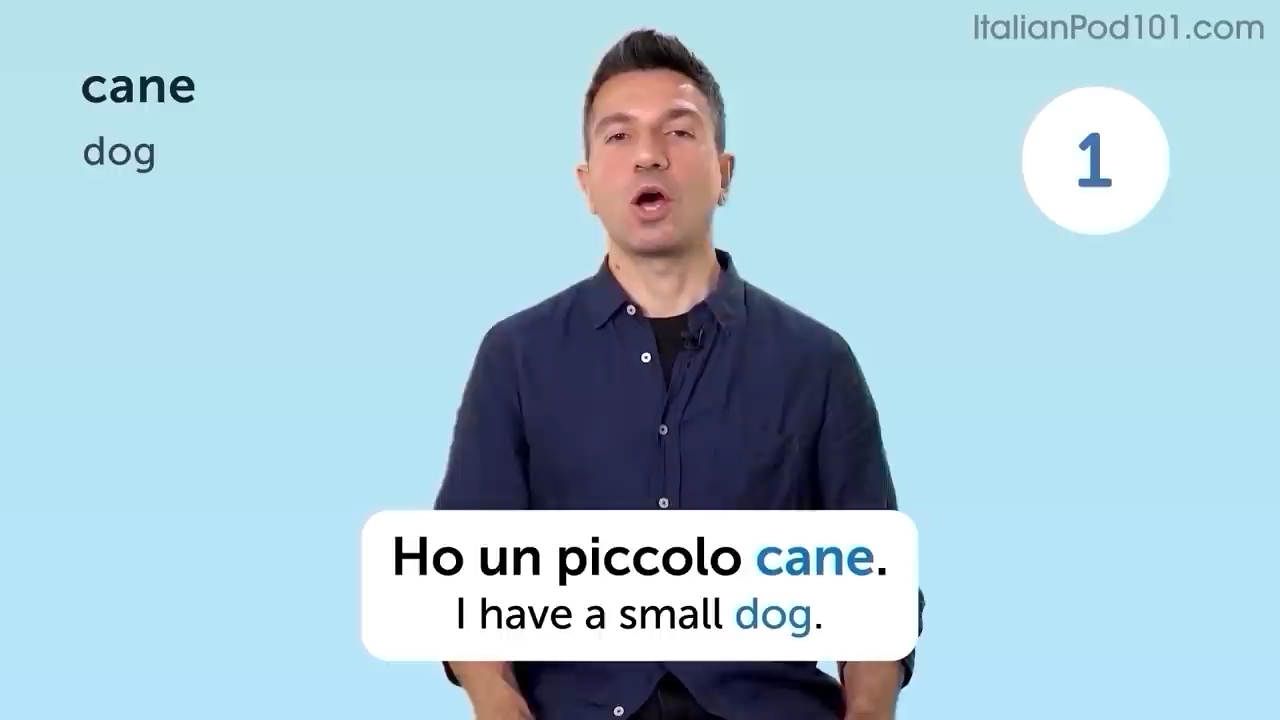 ItalianPod101.com
cane
dog
1
Ho un piccolo cane.
I have a small dog.